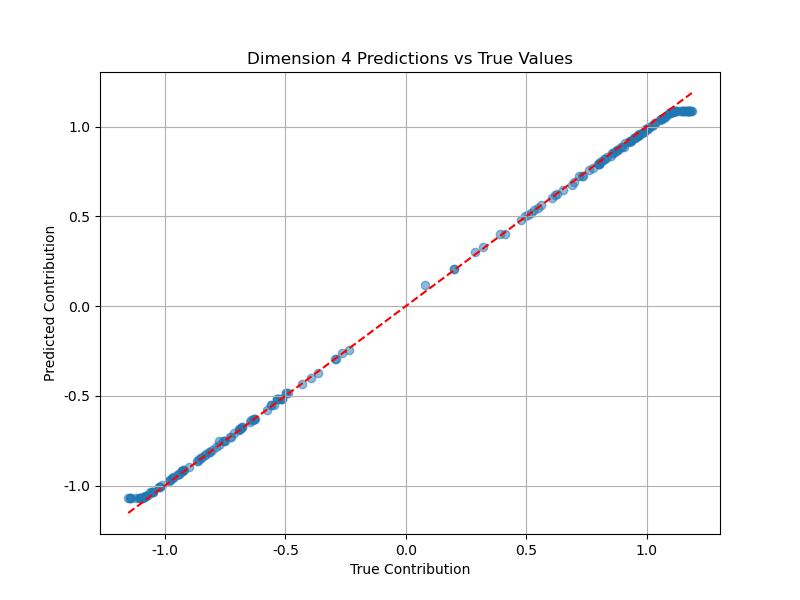 Dimension 4 Predictions vs True Values
Predicted Contribution
1.0
0.5
0.0
-0.5
-1.0
-1.0 -0.5 0.0 0.5 1.0
True Contribution